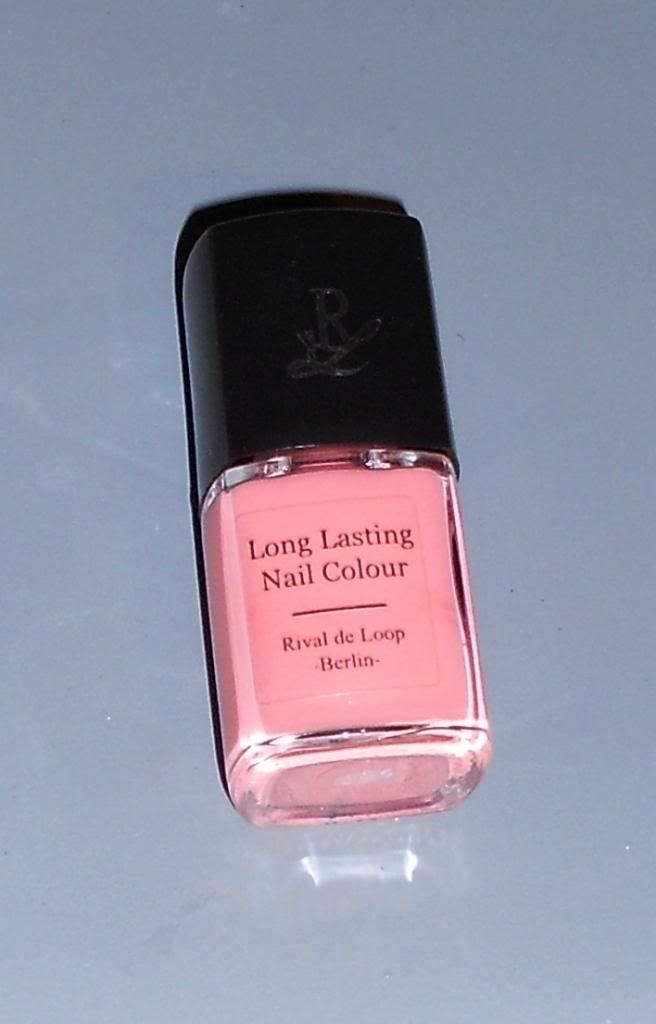 R
Long Lasting
Nail Colour
Rival de Loop
-Berlin-